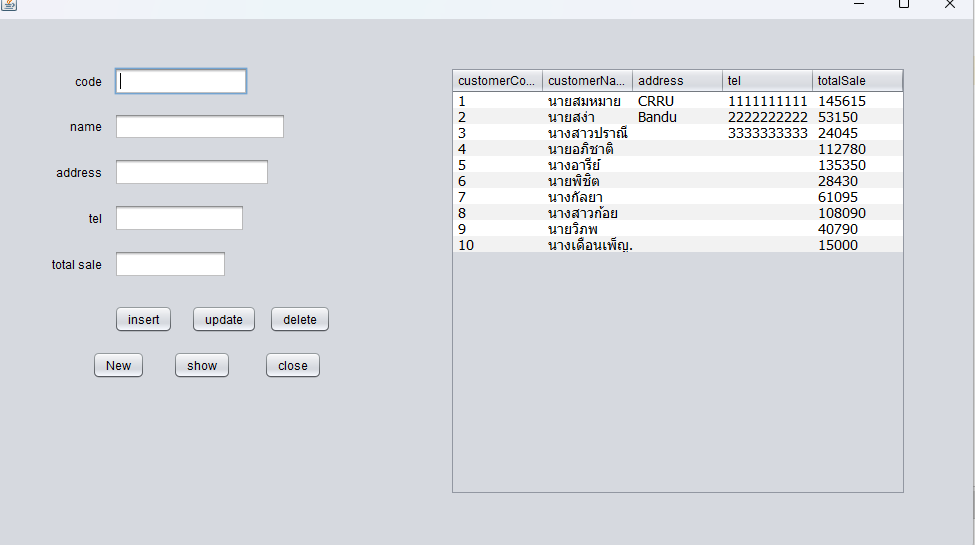 code
name
address
tel
total sale
insert update delete
New show close
customerCo... customerNa... address tel totalSale
1 นายสมหมาย CRRU 1111111111 145615
2 นายสง่า Bandu 2222222222 53150
3 นางสาวปราณี 3333333333 24045
4 นายอภิชาติ 112780
5 นางอารีย์ 135350
6 นายพิชิต 28430
7 นางกัลยา 61095
8 นางสาวก้อย 108090
9 นายวิภพ 40790
10 นางเดือนเพ็ญ. 15000